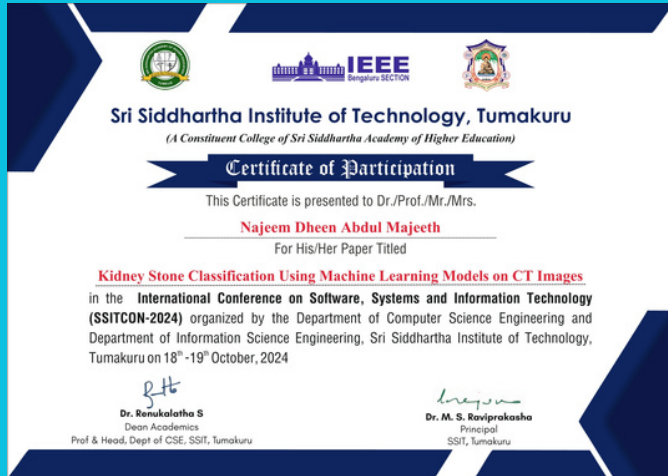 IEEE
Bengaluru SECTION
Sri Siddhartha Institute of Technology, Tumakuru
(A Constituent College of Sri Siddhartha Academy of Higher Education)
Certificate of Participation
This Certificate is presented to Dr./Prof./Mr./Mrs.
Najeem Dheen Abdul Majeeth
For His/Her Paper Titled
Kidney Stone Classification Using Machine Learning Models on CT Images
in the International Conference on Software, Systems and Information Technology
(SSITCON-2024) organized by the Department of Computer Science Engineering and
Department of Information Science Engineering, Sri Siddhartha Institute of Technology,
Tumakuru on 18th -19th October, 2024
Dr. Renukalatha S
Dean Academics
Prof & Head, Dept of CSE, SSIT, Tumakuru
Dr. M. S. Raviprakasha
Principal
SSIT, Tumakuru